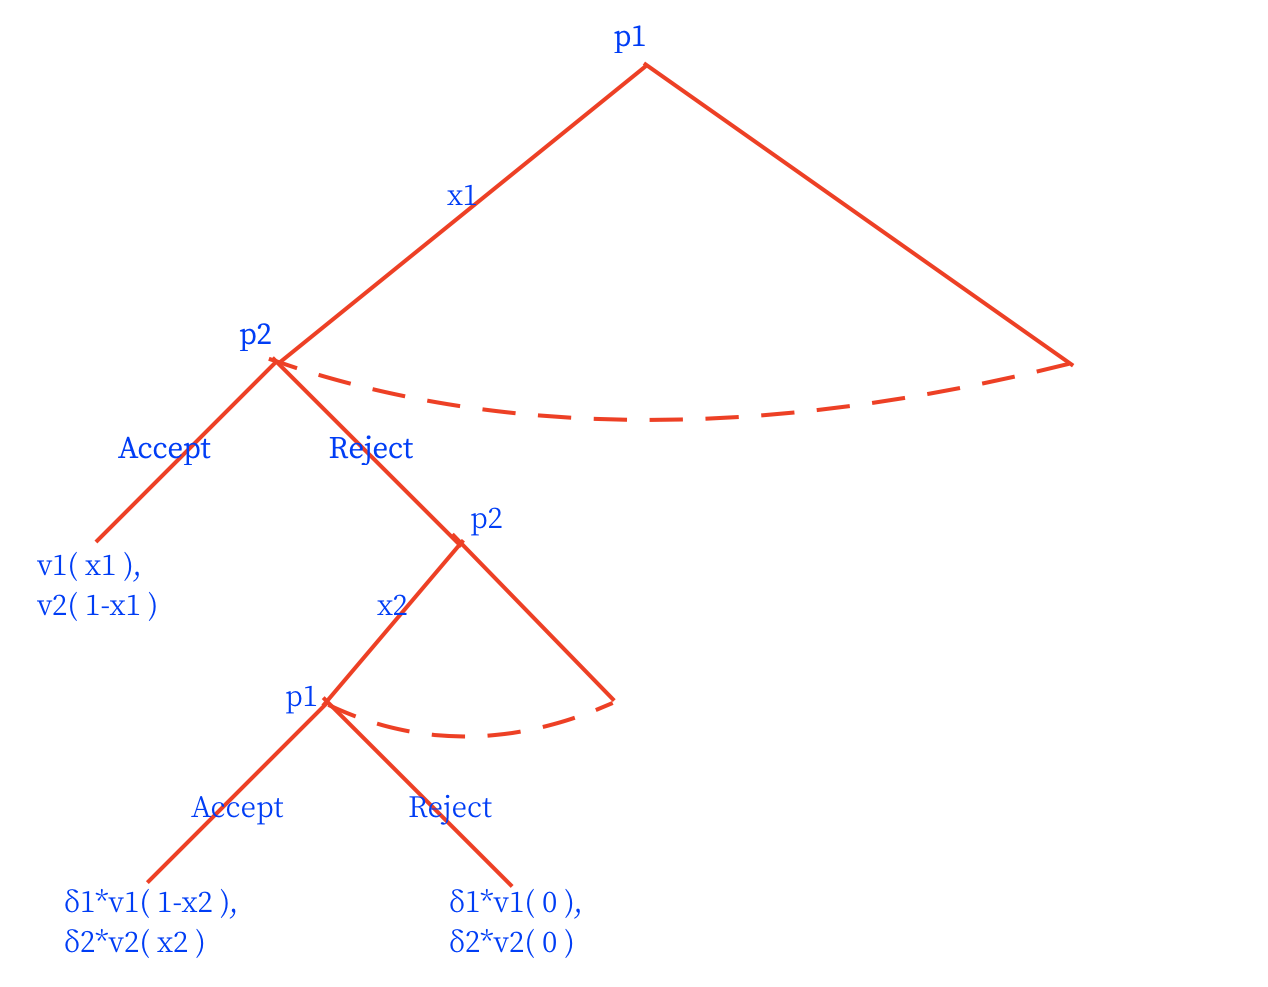 p1
x1
p2
Accept
Reject
p2
v1( x1 ),
v2( 1-x1 )
x2
p1
Accept
Reject
δ1*v1( 1-x2 ),
δ2*v2( x2 )
δ1*v1( 0 ),
δ2*v2( 0 )